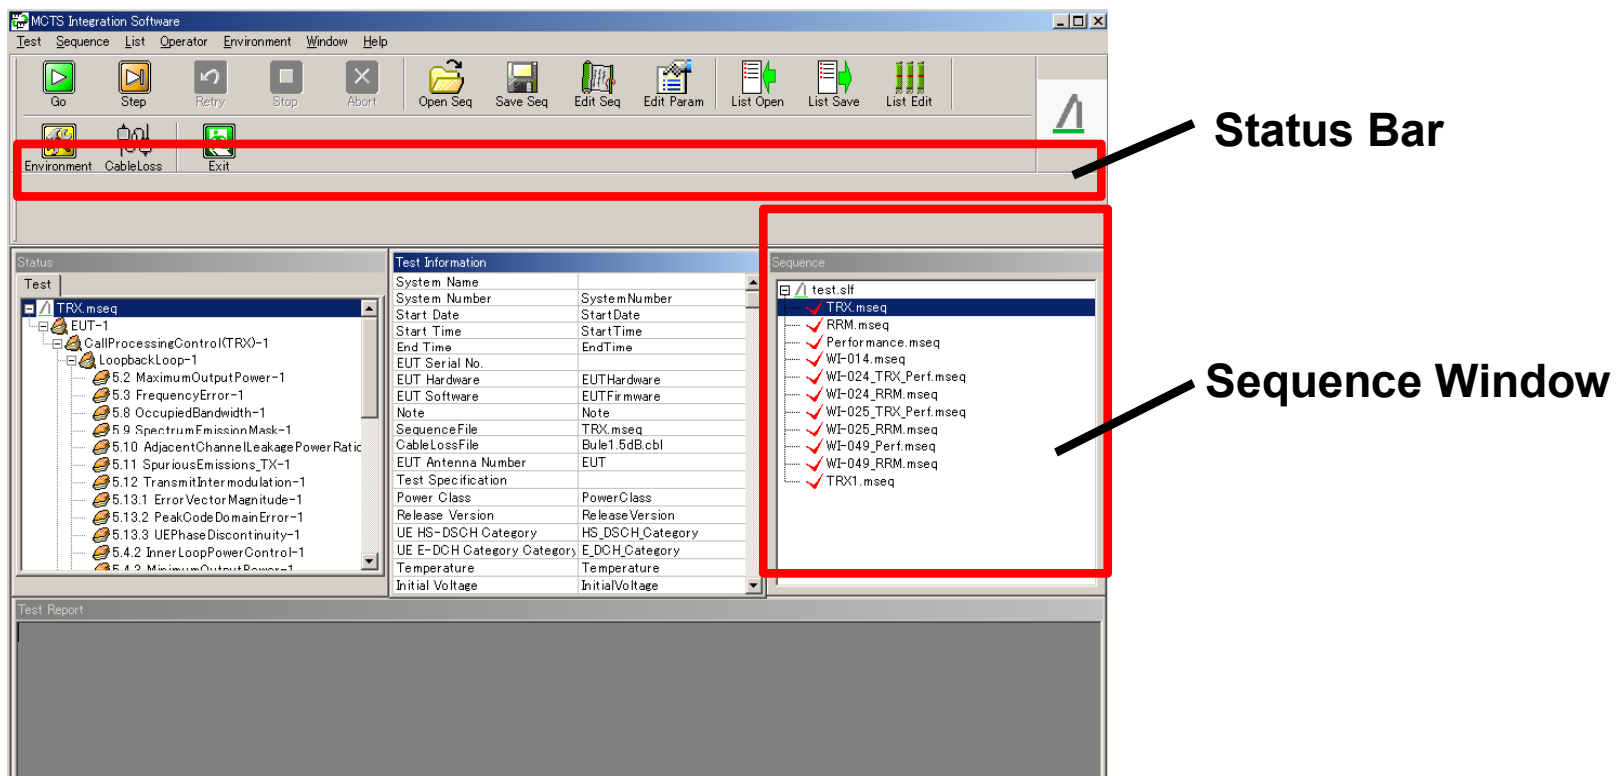 MCTS Integration Software
Test Sequence List Operator Environment Window Help
Go Step Retry Stop Abort Open Seq Save Seq Edit Seq Edit Param List Open List Save List Edit
Status Bar
Environment CableLoss Exit
Status
Test
TRX.mseq
EUT-1
CallProcessingControl(TRX)-1
LoopbackLoop-1
5.2 MaximumOutputPower-1
5.3 FrequencyError-1
5.8 OccupiedBandwidth-1
5.9 SpectrumEmissionMask-1
5.10 AdjacentChannelLeakagePowerRatio
5.11 SpuriousEmissions_TX-1
5.12 TransmitIntermodulation-1
5.13.1 ErrorVectorMagnitude-1
5.13.2 PeakCodeDomainError-1
5.13.3 UEPhaseDiscontinuity-1
5.4.2 InnerLoopPowerControl-1
5.4.3 MinimumOutputPower-1
Test Information
System Name
System Number SystemNumber
Start Date StartDate
Start Time StartTime
End Time EndTime
EUT Serial No.
EUT Hardware EUTHardware
EUT Software EUTFirmware
Note Note
SequenceFile TRX.mseq
CableLossFile Bule1.5dB.cbl
EUT Antenna Number EUT
Test Specification
Power Class PowerClass
Release Version ReleaseVersion
UE HS-DSCH Category HS_DSCH_Category
UE E-DCH Category Category E_DCH_Category
Temperature Temperature
Initial Voltage InitialVoltage
Sequence
test.slf
TRX.mseq
RRM.mseq
Performance.mseq
WI-014.mseq
WI-024_TRX_Perf.mseq
WI-024_RRM.mseq
WI-025_TRX_Perf.mseq
WI-025_RRM.mseq
WI-049_Perf.mseq
WI-049_RRM.mseq
TRX1.mseq
Sequence Window
Test Report